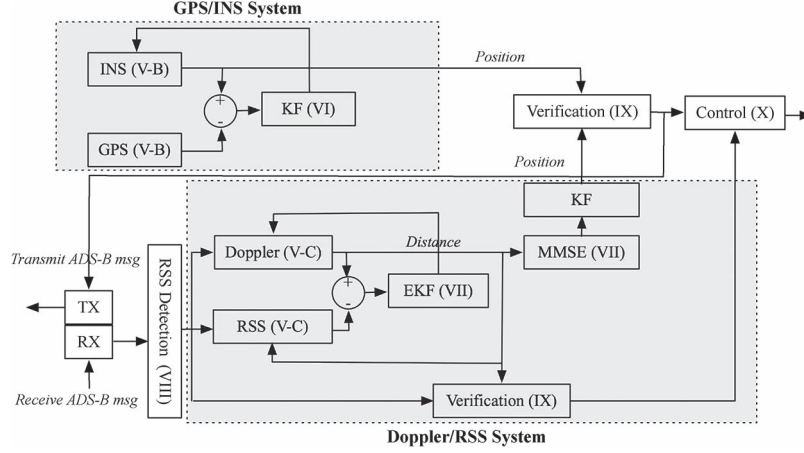 GPS/INS System
INS (V-B)
Position
+
-
KF (VI)
Verification (IX)
Control (X)
GPS (V-B)
Position
KF
Transmit ADS-B msg
RSS Detection (VIII)
Doppler (V-C)
Distance
MMSE (VII)
TX
+
-
EKF (VII)
RX
RSS (V-C)
Receive ADS-B msg
Verification (IX)
Doppler/RSS System